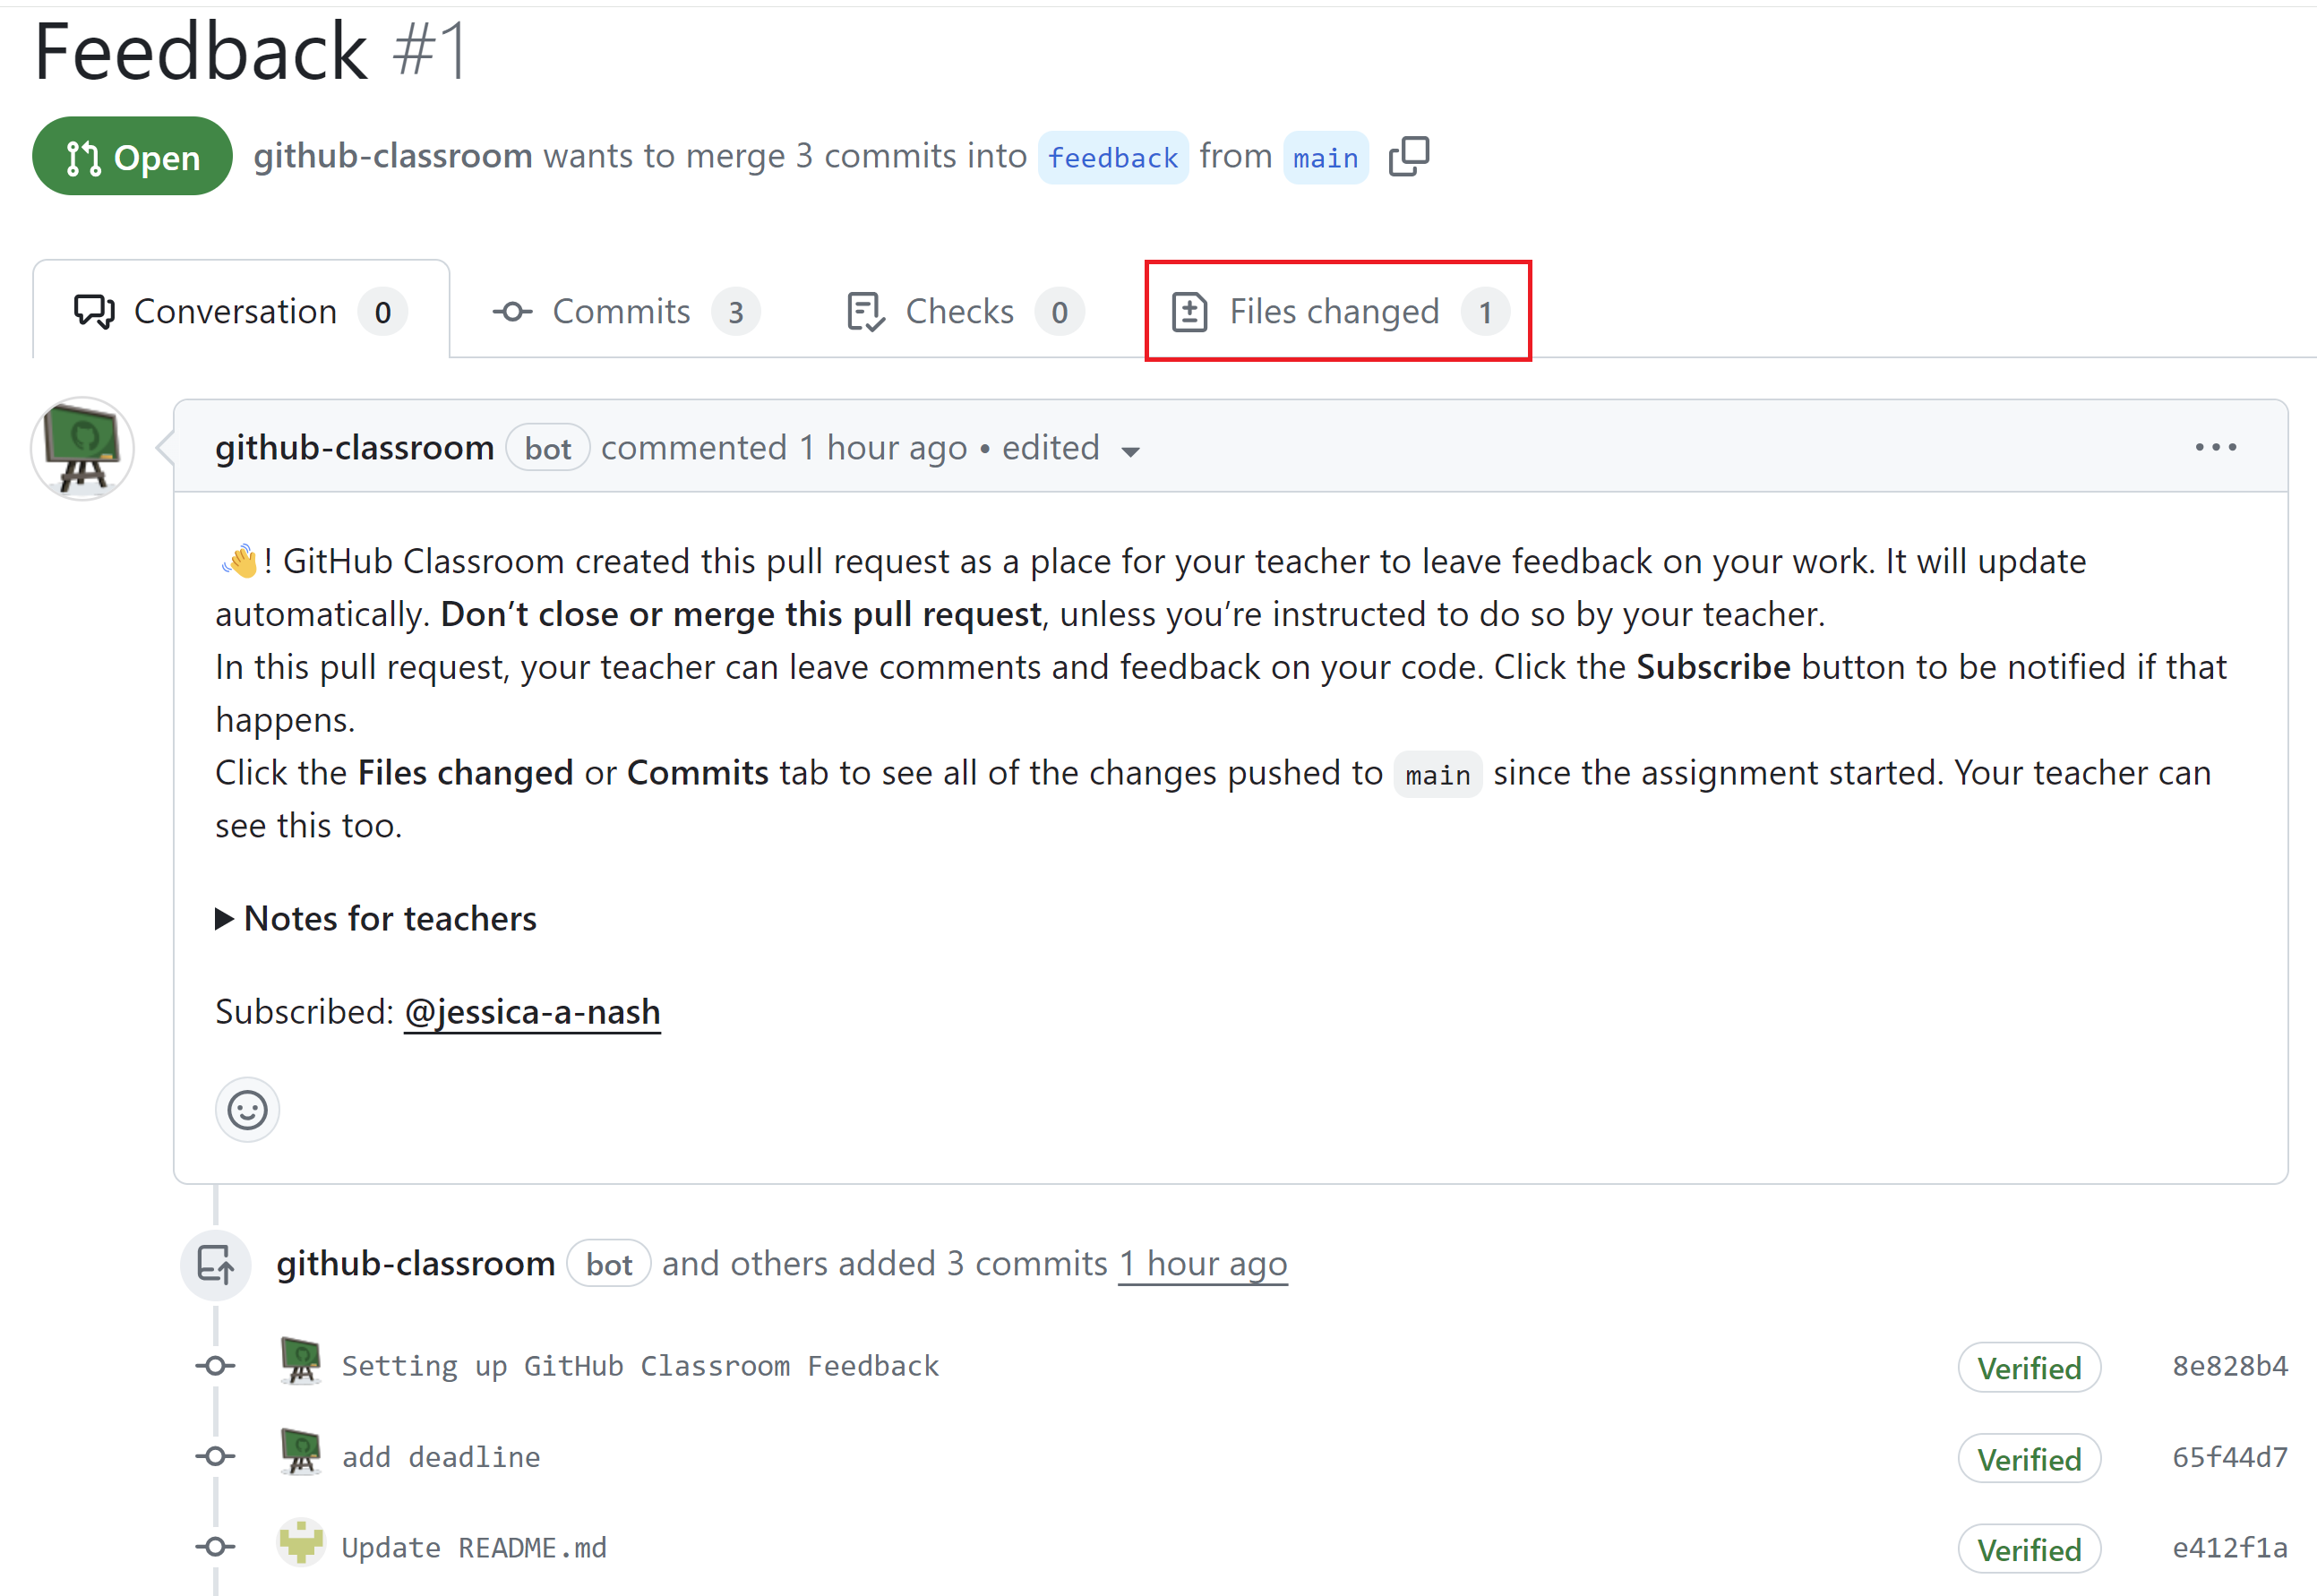 Feedback #1
Open github-classroom wants to merge 3 commits into feedback from main
Conversation 0 Commits 3 Checks 0 Files changed 1
github-classroom bot commented 1 hour ago • edited
👋! GitHub Classroom created this pull request as a place for your teacher to leave feedback on your work. It will update
automatically. Don’t close or merge this pull request, unless you’re instructed to do so by your teacher.
In this pull request, your teacher can leave comments and feedback on your code. Click the Subscribe button to be notified if that
happens.
Click the Files changed or Commits tab to see all of the changes pushed to main since the assignment started. Your teacher can
see this too.
Notes for teachers
Subscribed: @jessica-a-nash
github-classroom bot and others added 3 commits 1 hour ago
Setting up GitHub Classroom Feedback Verified 8e828b4
add deadline Verified 65f44d7
Update README.md Verified e412f1a